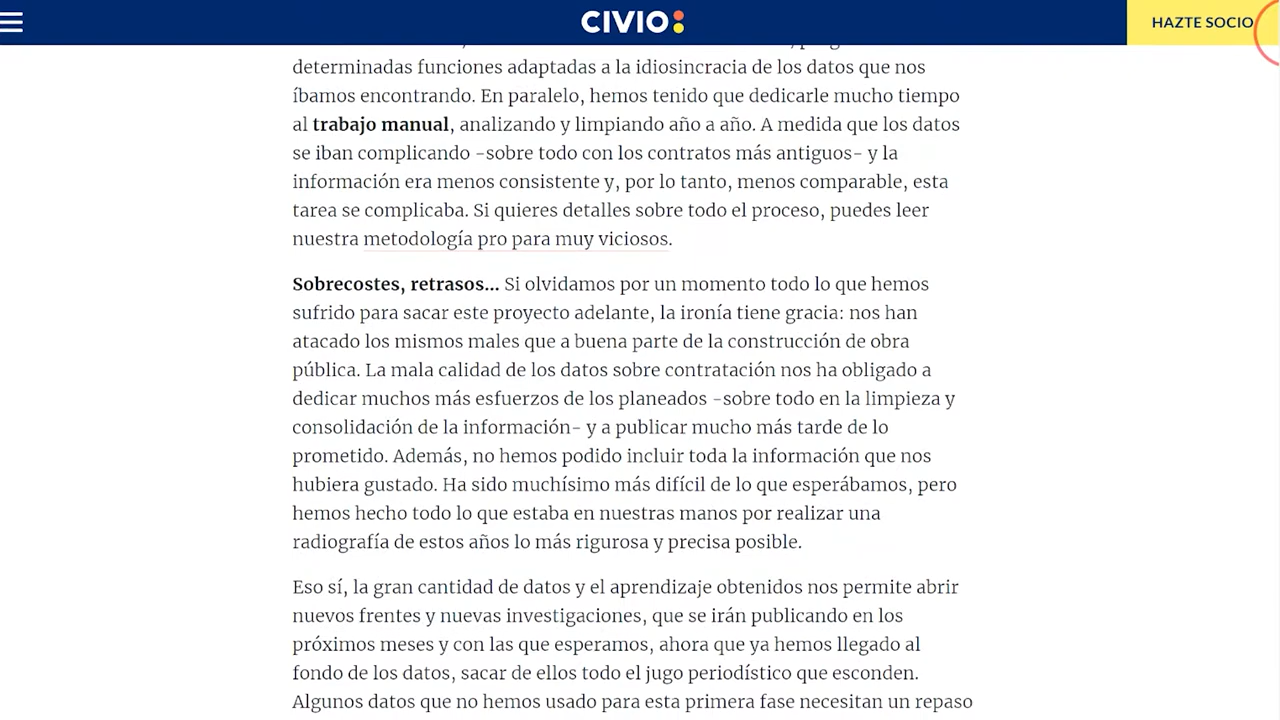 CIVIO
HAZTE SOCIO
determinadas funciones adaptadas a la idiosincracia de los datos que nos
íbamos encontrando. En paralelo, hemos tenido que dedicarle mucho tiempo
al trabajo manual, analizando y limpiando año a año. A medida que los datos
se iban complicando -sobre todo con los contratos más antiguos- y la
información era menos consistente y, por lo tanto, menos comparable, esta
tarea se complicaba. Si quieres detalles sobre todo el proceso, puedes leer
nuestra metodología pro para muy viciosos.
Sobrecostes, retrasos... Si olvidamos por un momento todo lo que hemos
sufrido para sacar este proyecto adelante, la ironía tiene gracia: nos han
atacado los mismos males que a buena parte de la construcción de obra
pública. La mala calidad de los datos sobre contratación nos ha obligado a
dedicar muchos más esfuerzos de los planeados -sobre todo en la limpieza y
consolidación de la información- y a publicar mucho más tarde de lo
prometido. Además, no hemos podido incluir toda la información que nos
hubiera gustado. Ha sido muchísimo más difícil de lo que esperábamos, pero
hemos hecho todo lo que estaba en nuestras manos por realizar una
radiografía de estos años lo más rigurosa y precisa posible.
Eso sí, la gran cantidad de datos y el aprendizaje obtenidos nos permite abrir
nuevos frentes y nuevas investigaciones, que se irán publicando en los
próximos meses y con las que esperamos, ahora que ya hemos llegado al
fondo de los datos, sacar de ellos todo el jugo periodístico que esconden.
Algunos datos que no hemos usado para esta primera fase necesitan un repaso